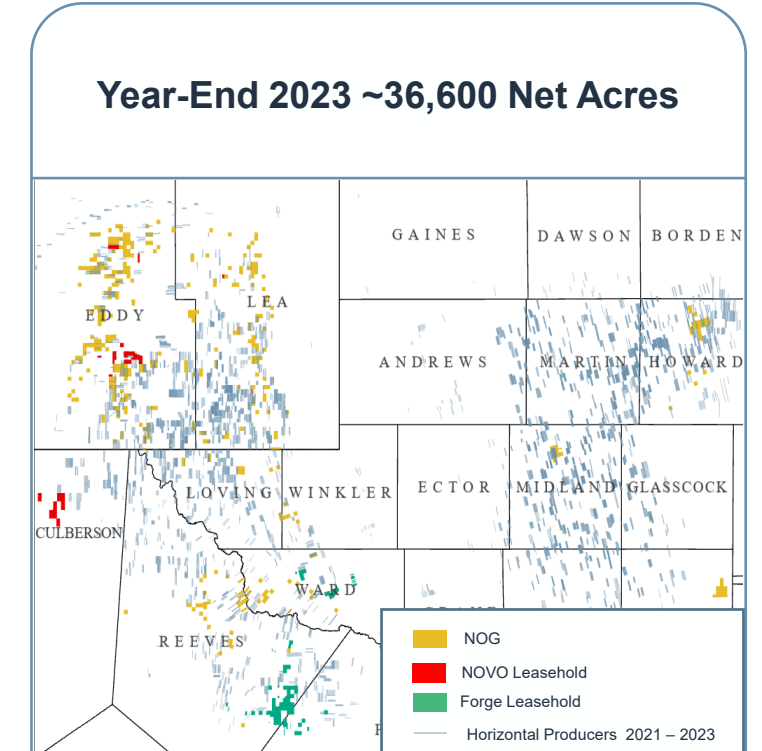 Year-End 2023 ~36,600 Net Acres
GAINES
DAWSON
BORDEN
EDDY
LEA
ANDREWS
MARTIN
HOWARD
LOVING
WINKLER
ECTOR
MIDLAND
GLASSCOCK
CULBERSON
WARD
REEVES
NOG
NOVO Leasehold
Forge Leasehold
Horizontal Producers 2021 – 2023